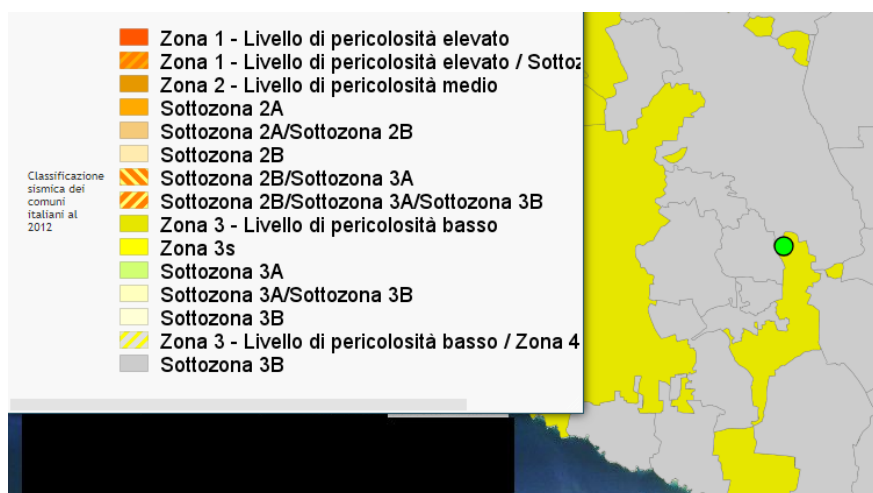 Zona 1 - Livello di pericolosità elevato
Zona 1 - Livello di pericolosità elevato / Sottoz
Zona 2 - Livello di pericolosità medio
Sottozona 2A
Sottozona 2A/Sottozona 2B
Sottozona 2B
Sottozona 2B/Sottozona 3A
Sottozona 2B/Sottozona 3A/Sottozona 3B
Zona 3 - Livello di pericolosità basso
Zona 3s
Sottozona 3A
Sottozona 3A/Sottozona 3B
Sottozona 3B
Zona 3 - Livello di pericolosità basso / Zona 4
Sottozona 3B
Classificazione
sismica dei
comuni
italiani al
2012